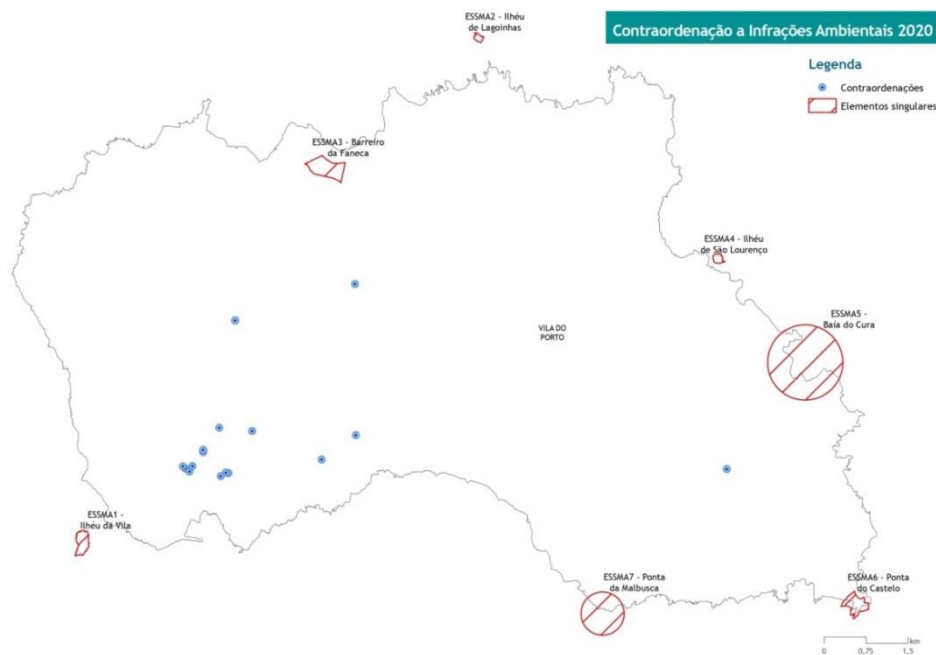 ESSMA2 - Ilhéu
de Lagoinhas
Contraordenação a Infrações Ambientais 2020
Legenda
Contraordenações
Elementos singulares
ESSMA3 - Barreiro
da Faneca
ESSMA4 - Ilhéu
de São Lourenço
ESSMA5 -
Baía do Cura
VILA DO
PORTO
ESSMA1 -
Ilhéu da Vila
ESSMA7 - Ponta
da Malbusca
ESSMA6 - Ponta
do Castelo
km
0 0,75 1,5